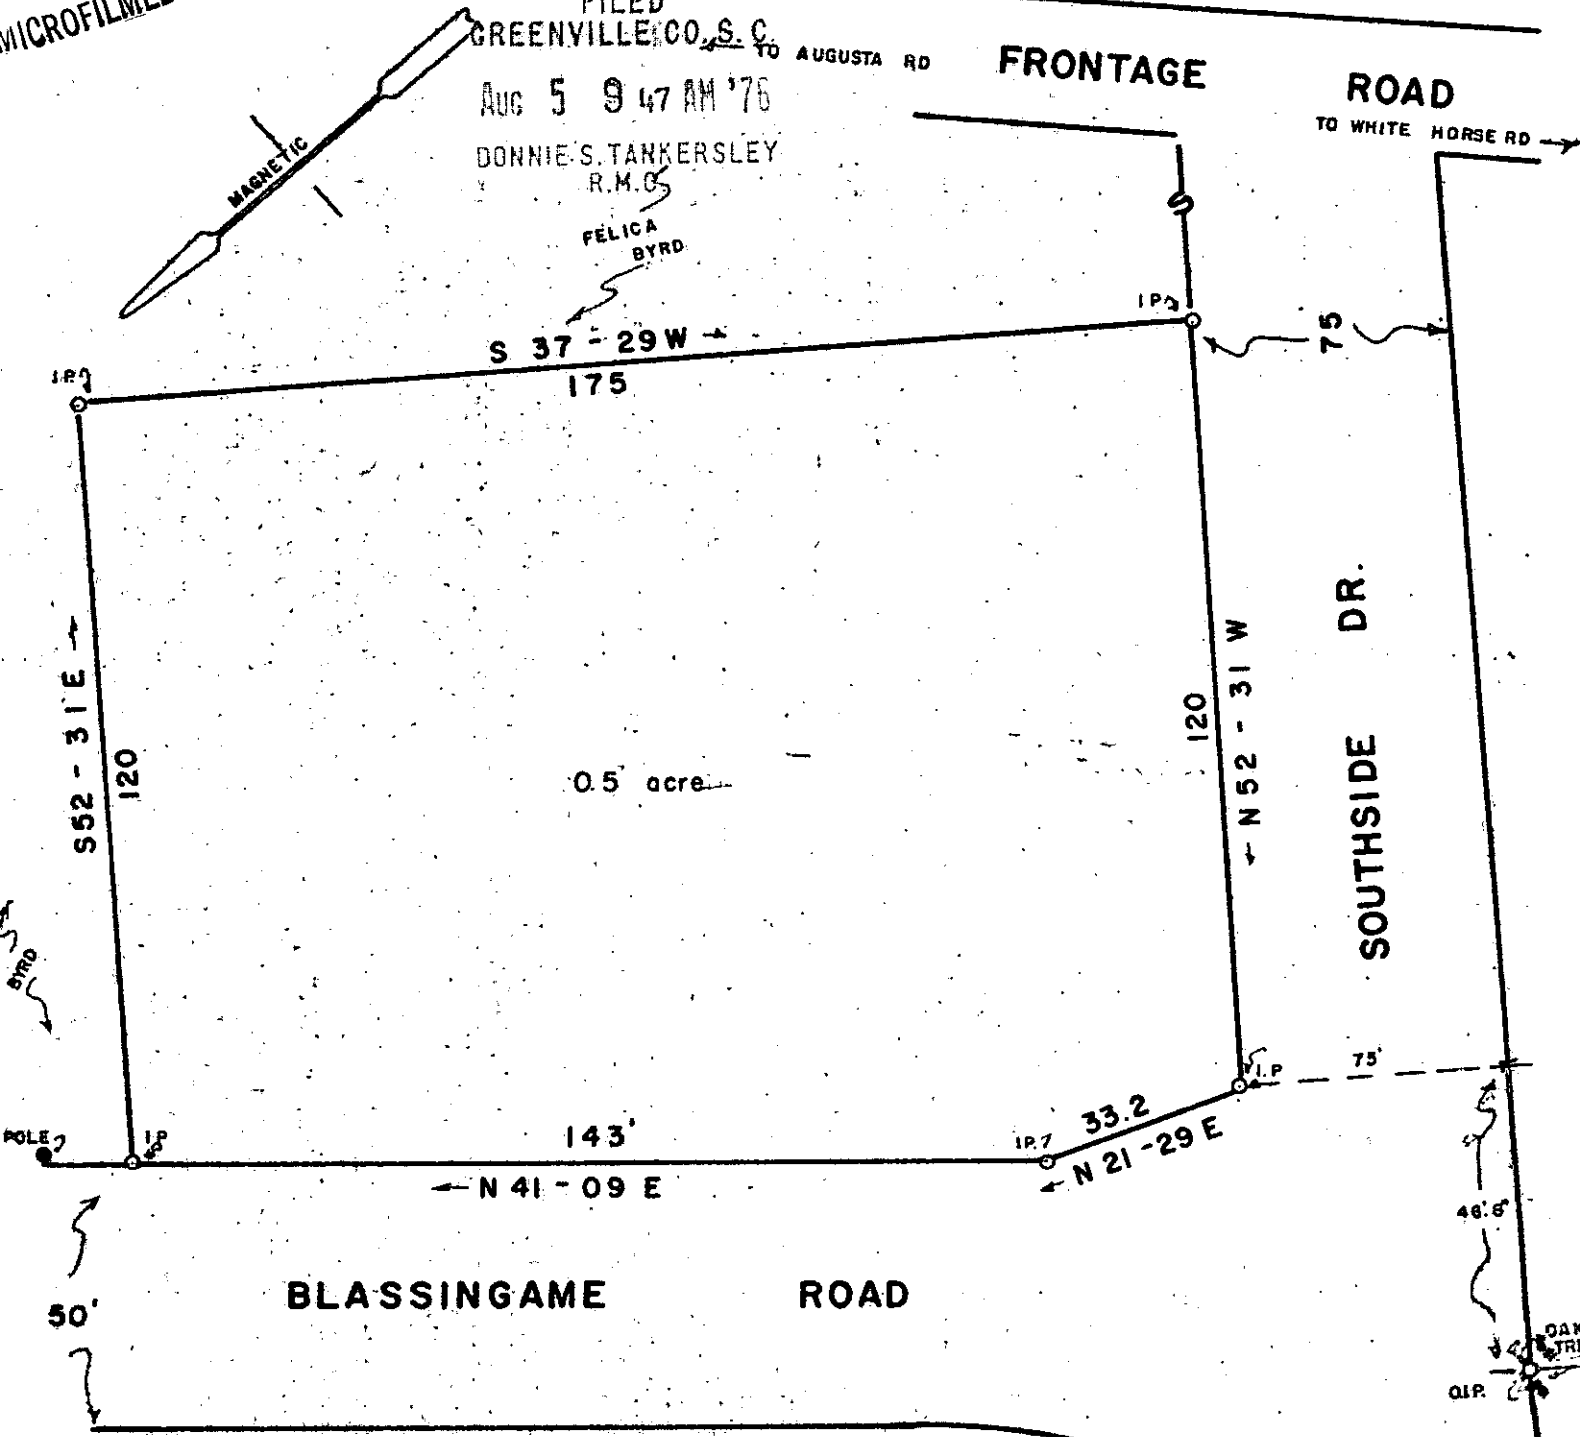 MICROFILMED
FILED
GREENVILLE CO. S. C.
AUG 5 9 47 AM '76
DONNIE S. TANKERSLEY
R.M.C.
TO AUGUSTA RD
FRONTAGE ROAD
TO WHITE HORSE RD
MAGNETIC
FELICA
BYRD
I.P.
S 37 - 29 W
175
I.P.
75
S 52 - 31 E
120
0.5 acre
120
N 52 - 31 W
SOUTHSIDE DR.
BYRD
POLE
I.P.
143'
N 41 - 09 E
I.P.
33.2
N 21 - 29 E
I.P.
75'
46.8'
50'
BLASSINGAME ROAD
OAK
O.I.P.